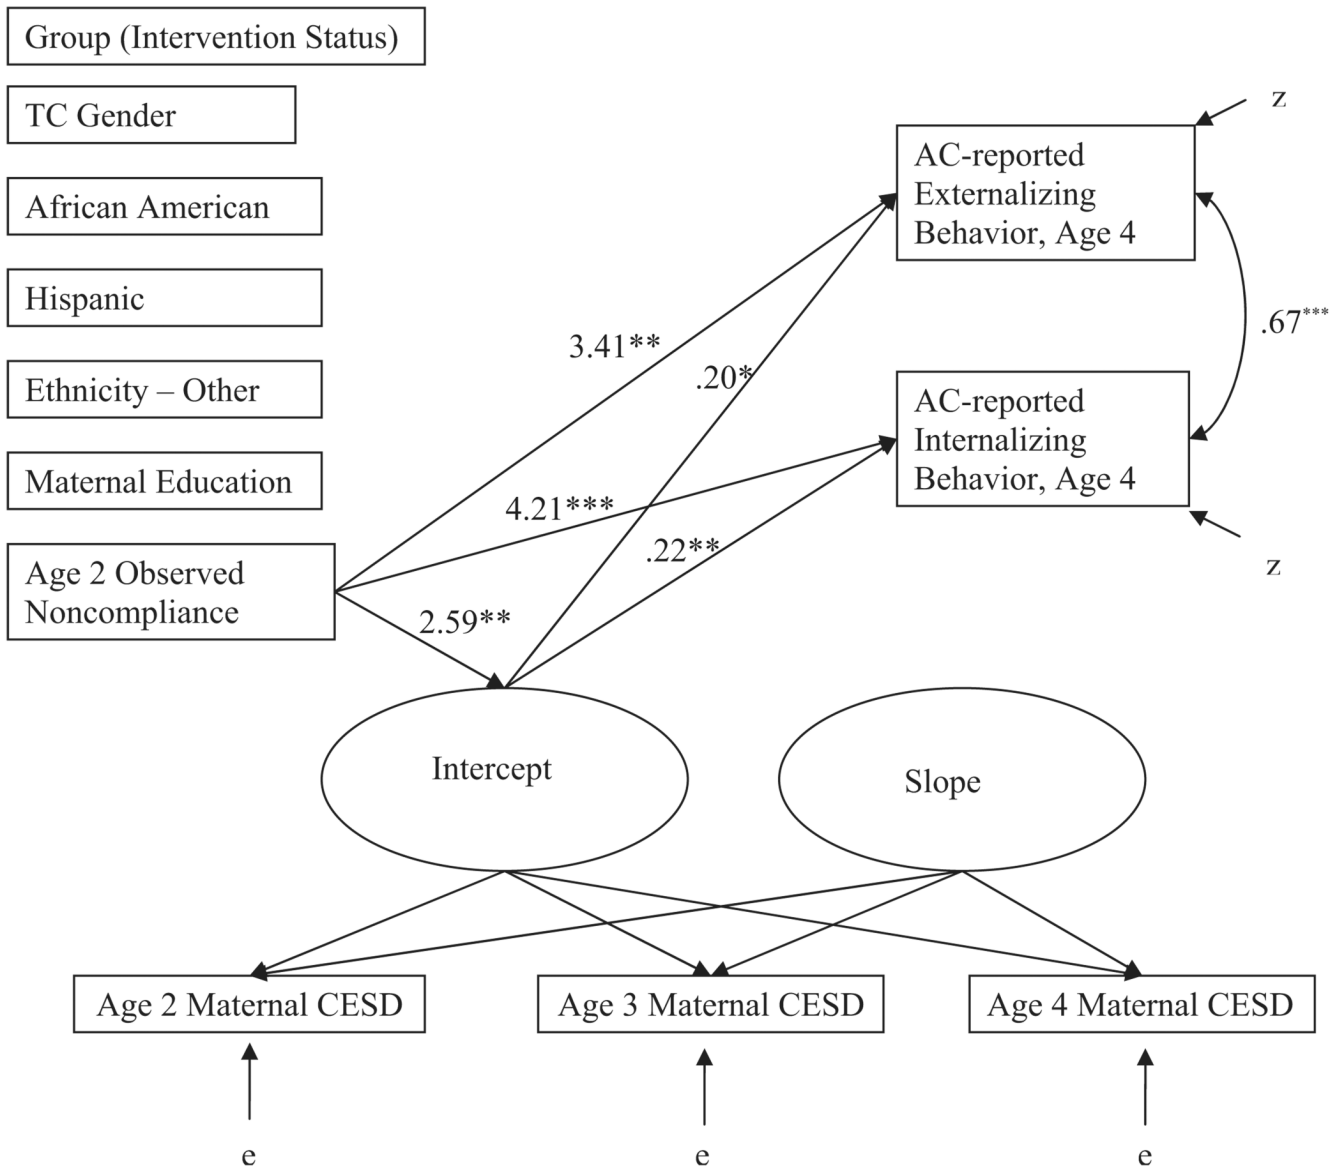 Group (Intervention Status)
TC Gender
African American
Hispanic
Ethnicity – Other
Maternal Education
Age 2 Observed
Noncompliance
z
AC-reported
Externalizing
Behavior, Age 4
.67***
AC-reported
Internalizing
Behavior, Age 4
z
3.41**
.20*
4.21***
.22**
2.59**
Intercept
Slope
Age 2 Maternal CESD
Age 3 Maternal CESD
Age 4 Maternal CESD
e
e
e